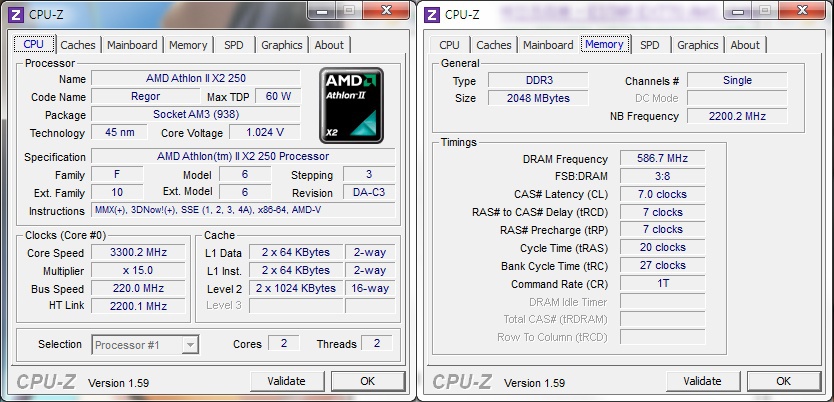 CPU-Z
CPU Caches Mainboard Memory SPD Graphics About
Processor
Name AMD Athlon II X2 250
Code Name Regor Max TDP 60 W
Package Socket AM3 (938)
Technology 45 nm Core Voltage 1.024 V
AMD Athlon II X2
Specification AMD Athlon(tm) II X2 250 Processor
Family F Model 6 Stepping 3
Ext. Family 10 Ext. Model 6 Revision DA-C3
Instructions MMX(+), 3DNow!(+), SSE (1, 2, 3, 4A), x86-64, AMD-V
Clocks (Core #0)
Core Speed 3300.2 MHz
Multiplier x 15.0
Bus Speed 220.0 MHz
HT Link 2200.1 MHz
Cache
L1 Data 2 x 64 KBytes 2-way
L1 Inst. 2 x 64 KBytes 2-way
Level 2 2 x 1024 KBytes 16-way
Level 3
Selection Processor #1 Cores 2 Threads 2
CPU-Z Version 1.59 Validate OK
CPU-Z
CPU Caches Mainboard Memory SPD Graphics About
General
Type DDR3 Channels # Single
Size 2048 MBytes DC Mode
NB Frequency 2200.2 MHz
Timings
DRAM Frequency 586.7 MHz
FSB:DRAM 3:8
CAS# Latency (CL) 7.0 clocks
RAS# to CAS# Delay (tRCD) 7 clocks
RAS# Precharge (tRP) 7 clocks
Cycle Time (tRAS) 20 clocks
Bank Cycle Time (tRC) 27 clocks
Command Rate (CR) 1T
DRAM Idle Timer
Total CAS# (tRDRAM)
Row To Column (tRCD)
CPU-Z Version 1.59 Validate OK